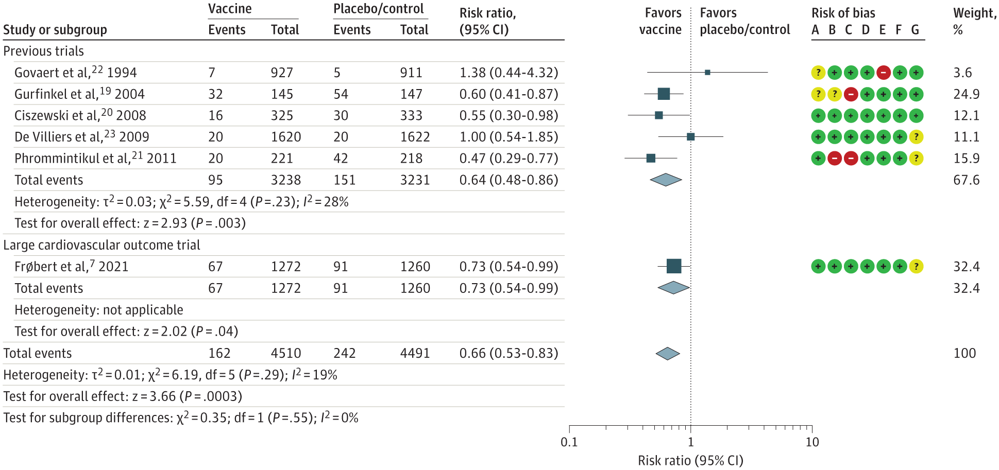 Vaccine Placebo/control Risk ratio, (95% CI) Favors vaccine Favors placebo/control Risk of bias Weight, %
Study or subgroup Events Total Events Total A B C D E F G
Previous trials
Govaert et al,22 1994 7 927 5 911 1.38 (0.44-4.32) ? + + + − + + 3.6
Gurfinkel et al,19 2004 32 145 54 147 0.60 (0.41-0.87) ? ? − + + + + 24.9
Ciszewski et al,20 2008 16 325 30 333 0.55 (0.30-0.98) + + + + + + + 12.1
De Villiers et al,23 2009 20 1620 20 1622 1.00 (0.54-1.85) + + + + + + ? 11.1
Phrommintikul et al,21 2011 20 221 42 218 0.47 (0.29-0.77) + − − + + + ? 15.9
Total events 95 3238 151 3231 0.64 (0.48-0.86) 67.6
Heterogeneity: τ2 = 0.03; χ2 = 5.59, df = 4 (P = .23); I2 = 28%
Test for overall effect: z = 2.93 (P = .003)
Large cardiovascular outcome trial
Frøbert et al,7 2021 67 1272 91 1260 0.73 (0.54-0.99) + + + + + + ? 32.4
Total events 67 1272 91 1260 0.73 (0.54-0.99) 32.4
Heterogeneity: not applicable
Test for overall effect: z = 2.02 (P = .04)
Total events 162 4510 242 4491 0.66 (0.53-0.83) 100
Heterogeneity: τ2 = 0.01; χ2 = 6.19, df = 5 (P = .29); I2 = 19%
Test for overall effect: z = 3.66 (P = .0003)
Test for subgroup differences: χ2 = 0.35; df = 1 (P = .55); I2 = 0%
0.1 1 10
Risk ratio (95% CI)